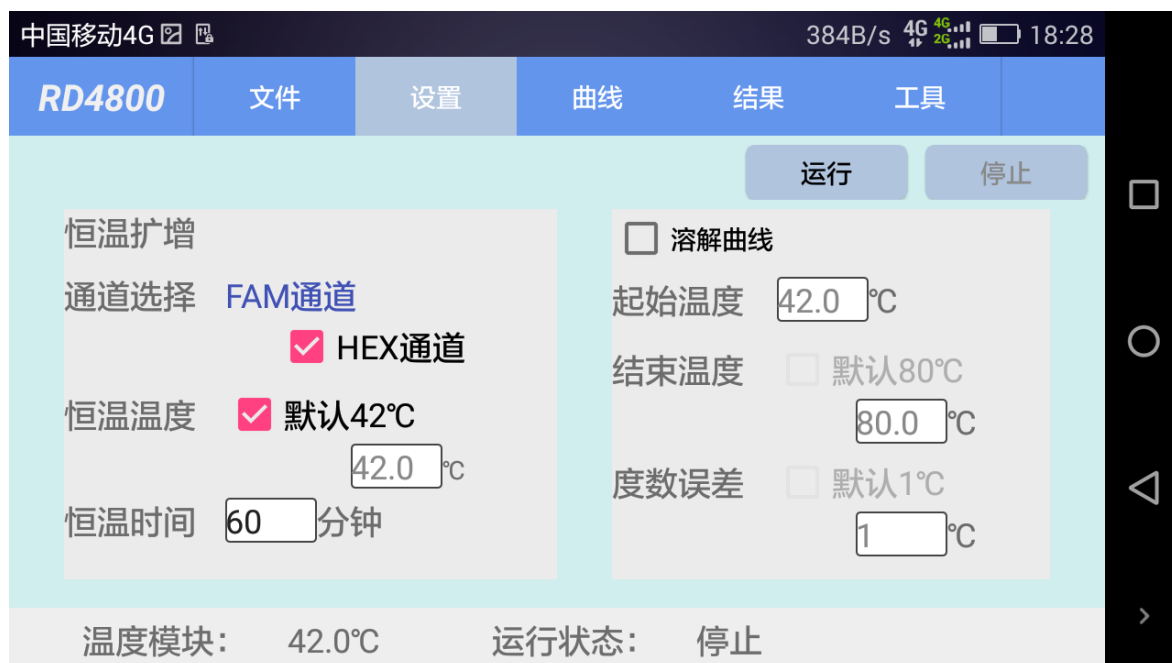 中国移动4G 384B/s 4G 4G 2G 18:28
RD4800 文件 设置 曲线 结果 工具
运行 停止
恒温扩增
通道选择 FAM通道
HEX通道
恒温温度 默认42℃
42.0 ℃
恒温时间 60 分钟
溶解曲线
起始温度 42.0 ℃
结束温度 默认80℃
80.0 ℃
度数误差 默认1℃
1 ℃
温度模块： 42.0℃ 运行状态： 停止